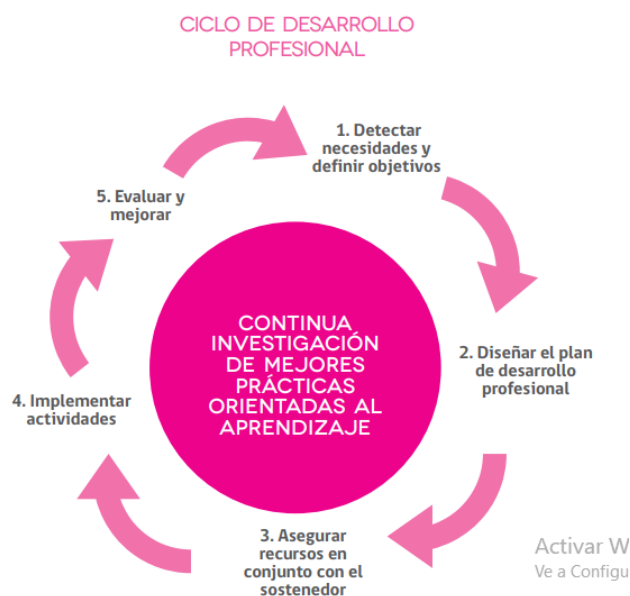 CICLO DE DESARROLLO
PROFESIONAL
1. Detectar
necesidades y
definir objetivos
2. Diseñar el plan
de desarrollo
profesional
3. Asegurar
recursos en
conjunto con el
sostenedor
4. Implementar
actividades
5. Evaluar y
mejorar
CONTINUA
INVESTIGACIÓN
DE MEJORES
PRÁCTICAS
ORIENTADAS AL
APRENDIZAJE
Activar W
Ve a Configu